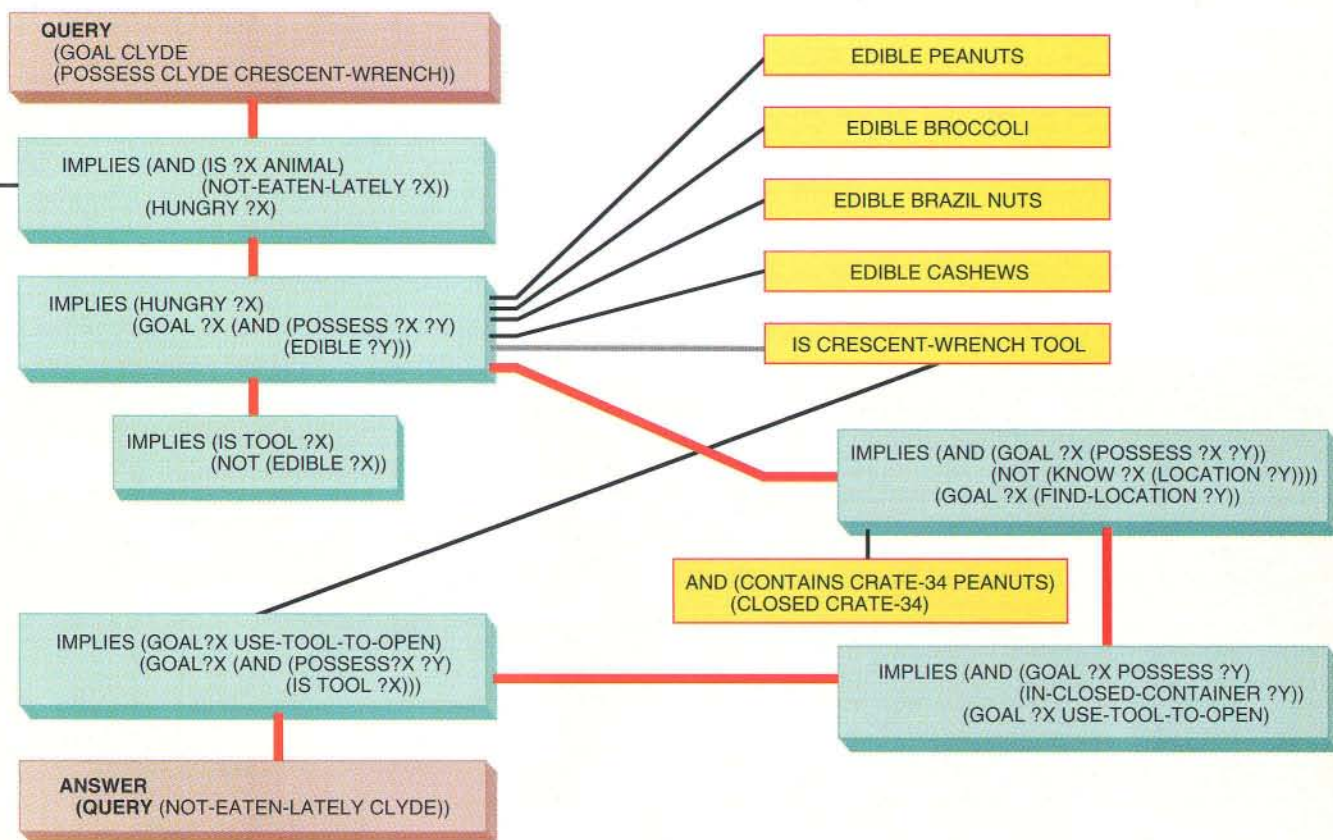 QUERY
(GOAL CLYDE
(POSSESS CLYDE CRESCENT-WRENCH))
IMPLIES (AND (IS ?X ANIMAL)
(NOT-EATEN-LATELY ?X))
(HUNGRY ?X)
IMPLIES (HUNGRY ?X)
(GOAL ?X (AND (POSSESS ?X ?Y)
(EDIBLE ?Y)))
IMPLIES (IS TOOL ?X)
(NOT (EDIBLE ?X))
EDIBLE PEANUTS
EDIBLE BROCCOLI
EDIBLE BRAZIL NUTS
EDIBLE CASHEWS
IS CRESCENT-WRENCH TOOL
IMPLIES (AND (GOAL ?X (POSSESS ?X ?Y))
(NOT (KNOW ?X (LOCATION ?Y))))
(GOAL ?X (FIND-LOCATION ?Y))
AND (CONTAINS CRATE-34 PEANUTS)
(CLOSED CRATE-34)
IMPLIES (AND (GOAL ?X POSSESS ?Y)
(IN-CLOSED-CONTAINER ?Y))
(GOAL ?X USE-TOOL-TO-OPEN)
IMPLIES (GOAL?X USE-TOOL-TO-OPEN)
(GOAL?X (AND (POSSESS?X ?Y)
(IS TOOL ?X)))
ANSWER
(QUERY (NOT-EATEN-LATELY CLYDE))